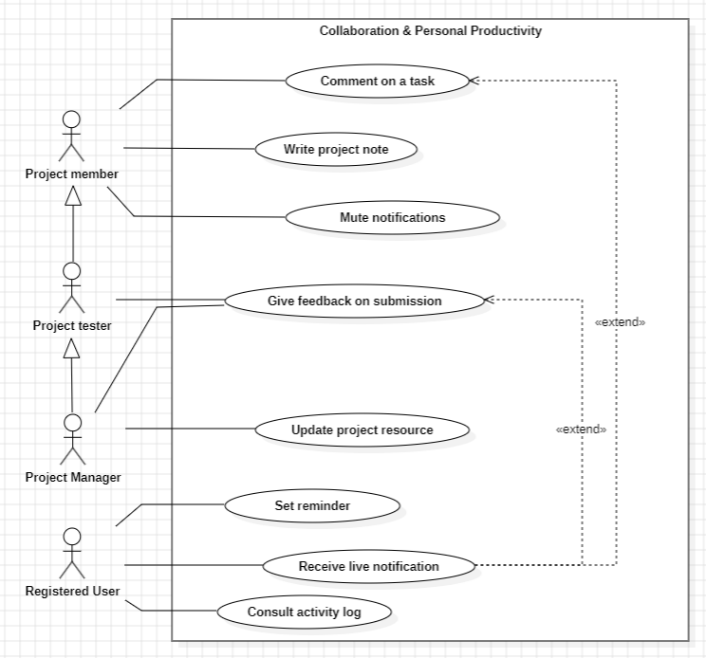 Collaboration & Personal Productivity
Comment on a task
Write project note
Project member
Mute notifications
Give feedback on submission
Project tester
«extend»
Update project resource
«extend»
Project Manager
Set reminder
Receive live notification
Registered User
Consult activity log